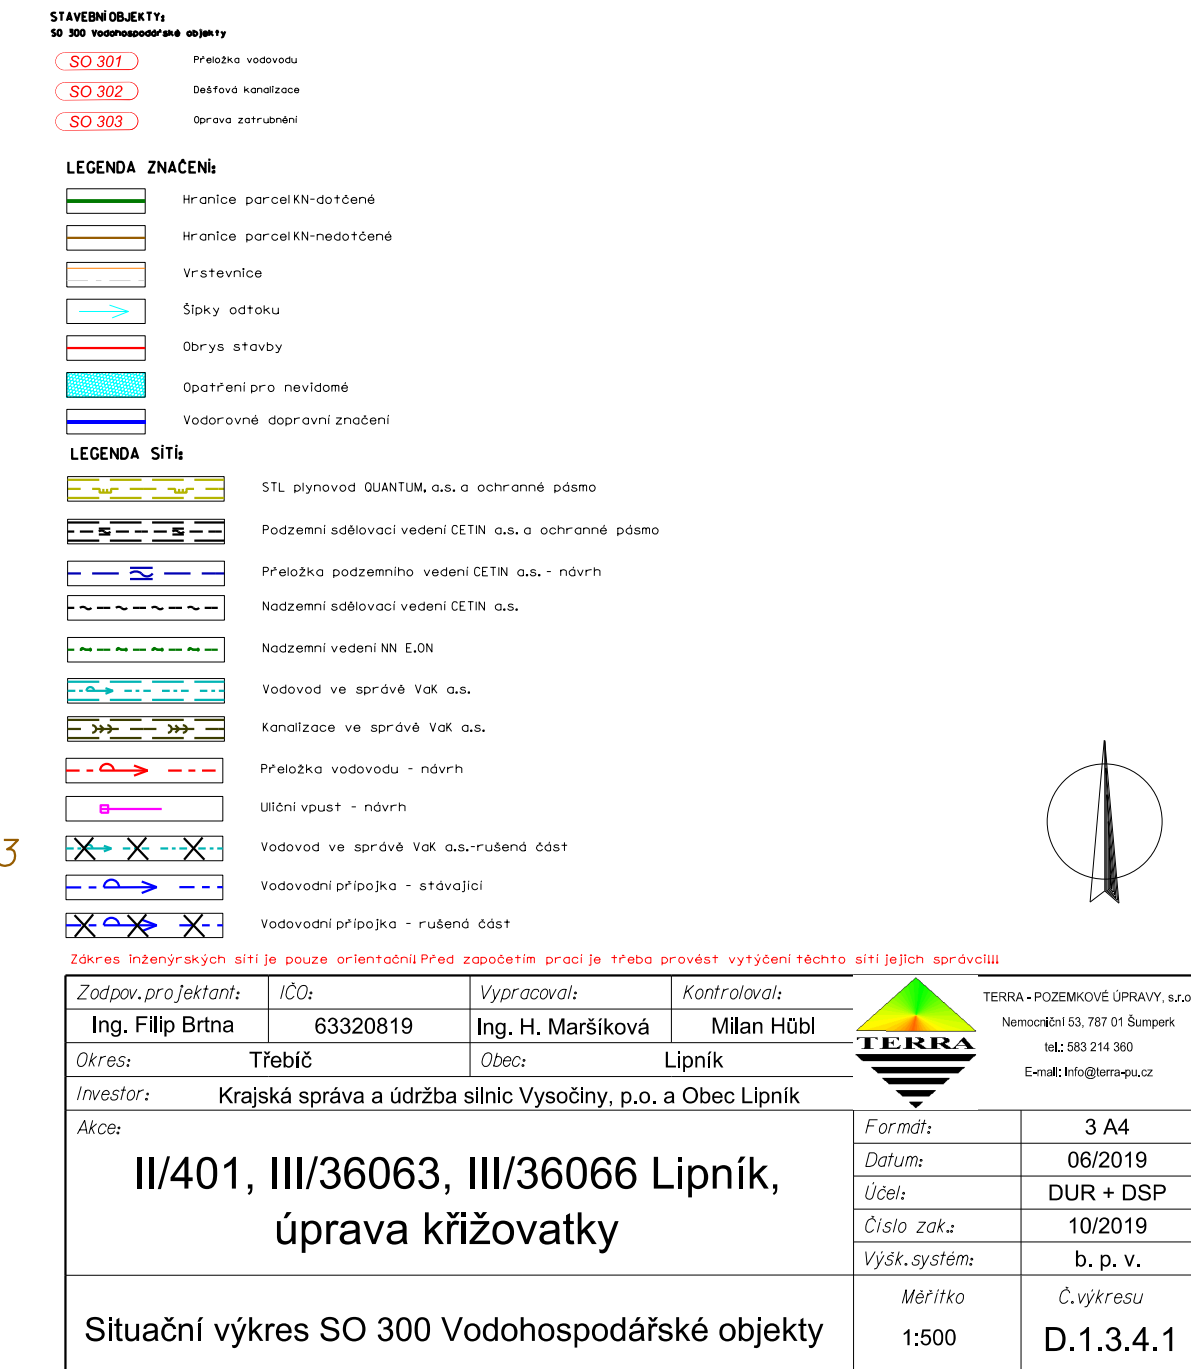 STAVEBNÍ OBJEKTY:
SO 300 Vodohospodářské objekty
SO 301 Přeložka vodovodu
SO 302 Dešťová kanalizace
SO 303 Oprava zatrubnění
LEGENDA ZNAČENÍ:
Hranice parcel KN-dotčené
Hranice parcel KN-nedotčené
Vrstevnice
Šipky odtoku
Obrys stavby
Opatření pro nevidomé
Vodorovné dopravní značení
LEGENDA SÍTÍ:
STL plynovod QUANTUM, a.s. a ochranné pásmo
Podzemní sdělovací vedení CETIN a.s. a ochranné pásmo
Přeložka podzemního vedení CETIN a.s. - návrh
Nadzemní sdělovací vedení CETIN a.s.
Nadzemní vedení NN E.ON
Vodovod ve správě VaK a.s.
Kanalizace ve správě VaK a.s.
Přeložka vodovodu - návrh
Uliční vpust - návrh
3
Vodovod ve správě VaK a.s.-rušená část
Vodovodní přípojka - stávající
Vodovodní přípojka - rušená část
Zákres inženýrských sítí je pouze orientační! Před započetím prací je třeba provést vytýčení těchto sítí jejich správci!!!
Zodpov. projektant: IČO: Vypracoval: Kontroloval:
Ing. Filip Brtna 63320819 Ing. H. Maršíková Milan Hübl
Okres: Třebíč Obec: Lipník
Investor: Krajská správa a údržba silnic Vysočiny, p.o. a Obec Lipník
TERRA
TERRA - POZEMKOVÉ ÚPRAVY, s.r.o
Nemocniční 53, 787 01 Šumperk
tel.: 583 214 360
E-mail: Info@terra-pu.cz
Akce:
II/401, III/36063, III/36066 Lipník,
úprava křižovatky
Formát: 3 A4
Datum: 06/2019
Účel: DUR + DSP
Číslo zak.: 10/2019
Výšk. systém: b. p. v.
Situační výkres SO 300 Vodohospodářské objekty
Měřítko Č.výkresu
1:500 D.1.3.4.1